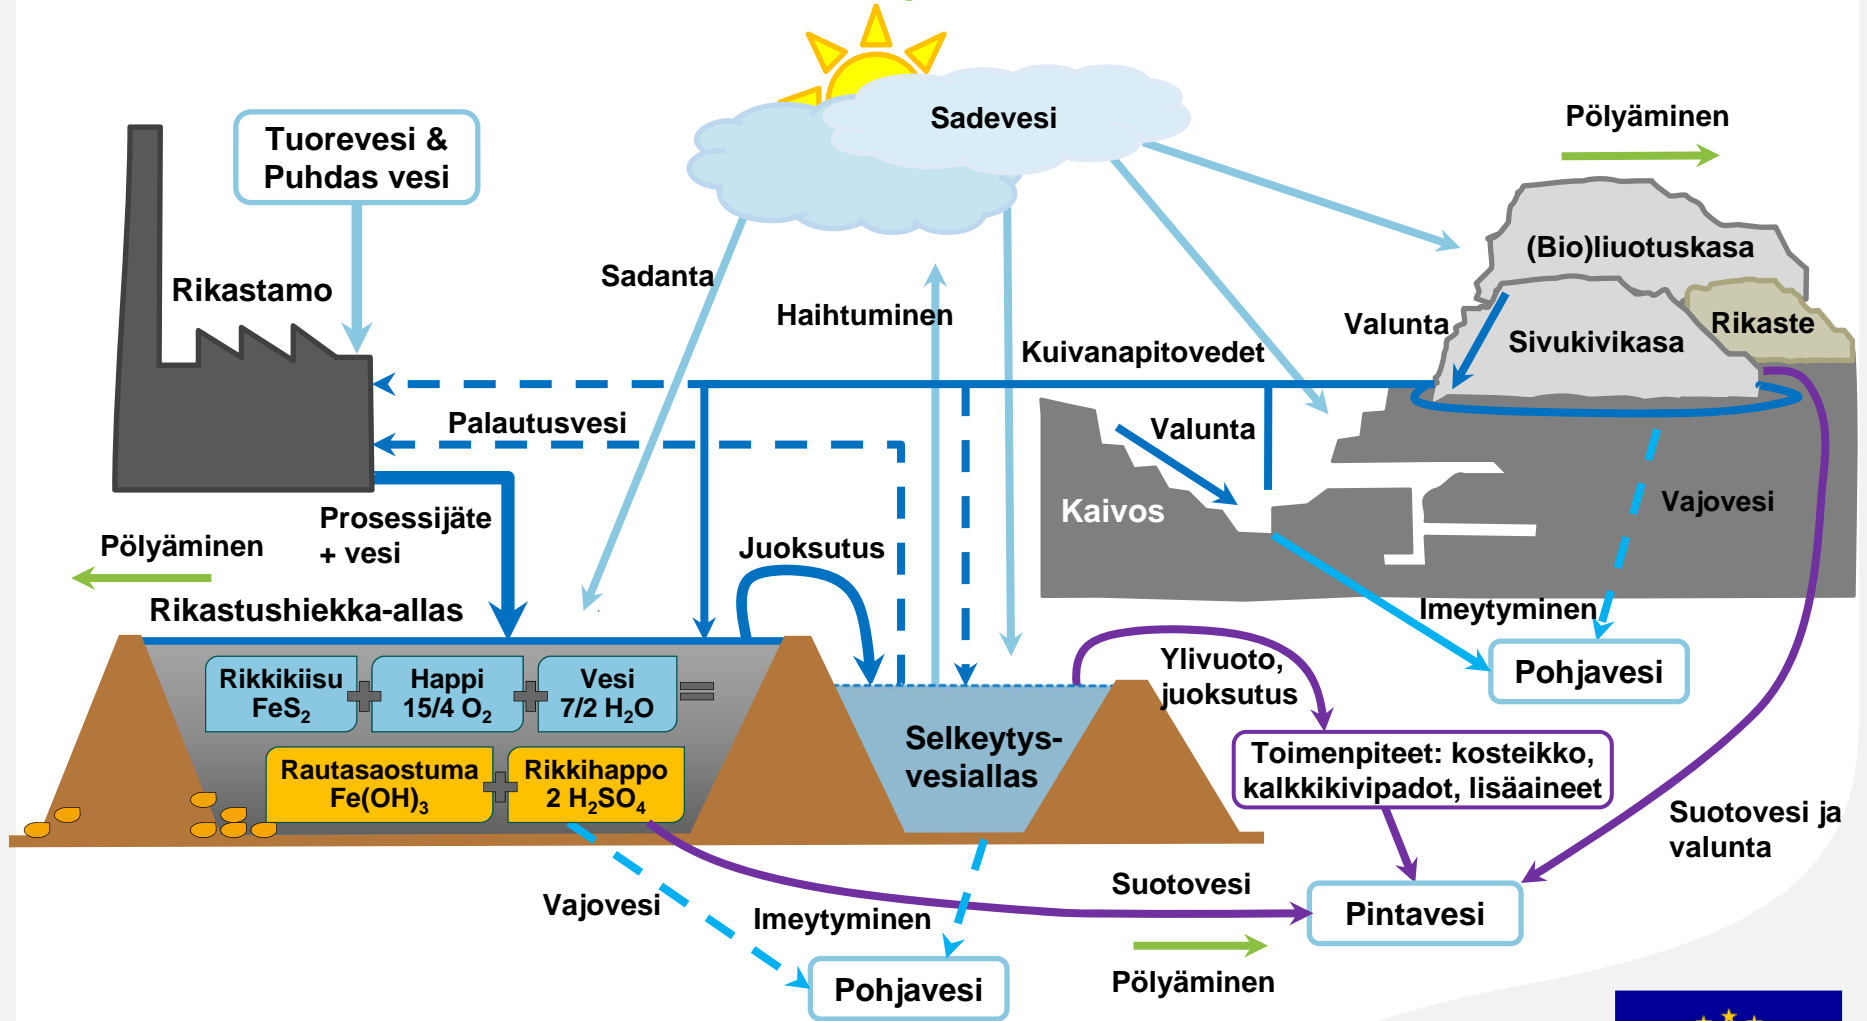 Sadevesi
Pölyäminen
Tuorevesi &
Puhdas vesi
(Bio)liuotuskasa
Sadanta
Rikastamo
Haihtuminen
Valunta
Rikaste
Sivukivikasa
Kuivanapitovedet
Palautusvesi
Valunta
Kaivos
Vajovesi
Prosessijäte
+ vesi
Pölyäminen
Juoksutus
Rikastushiekka-allas
Imeytyminen
Pohjavesi
Rikkikiisu
FeS2
Happi
15/4 O2
Vesi
7/2 H2O
Ylivuoto,
juoksutus
Selkeytys-
vesiallas
Toimenpiteet: kosteikko,
kalkkikivipadot, lisäaineet
Rautasaostuma
Fe(OH)3
Rikkihappo
2 H2SO4
Suotovesi ja
valunta
Vajovesi
Imeytyminen
Suotovesi
Pintavesi
Pohjavesi
Pölyäminen